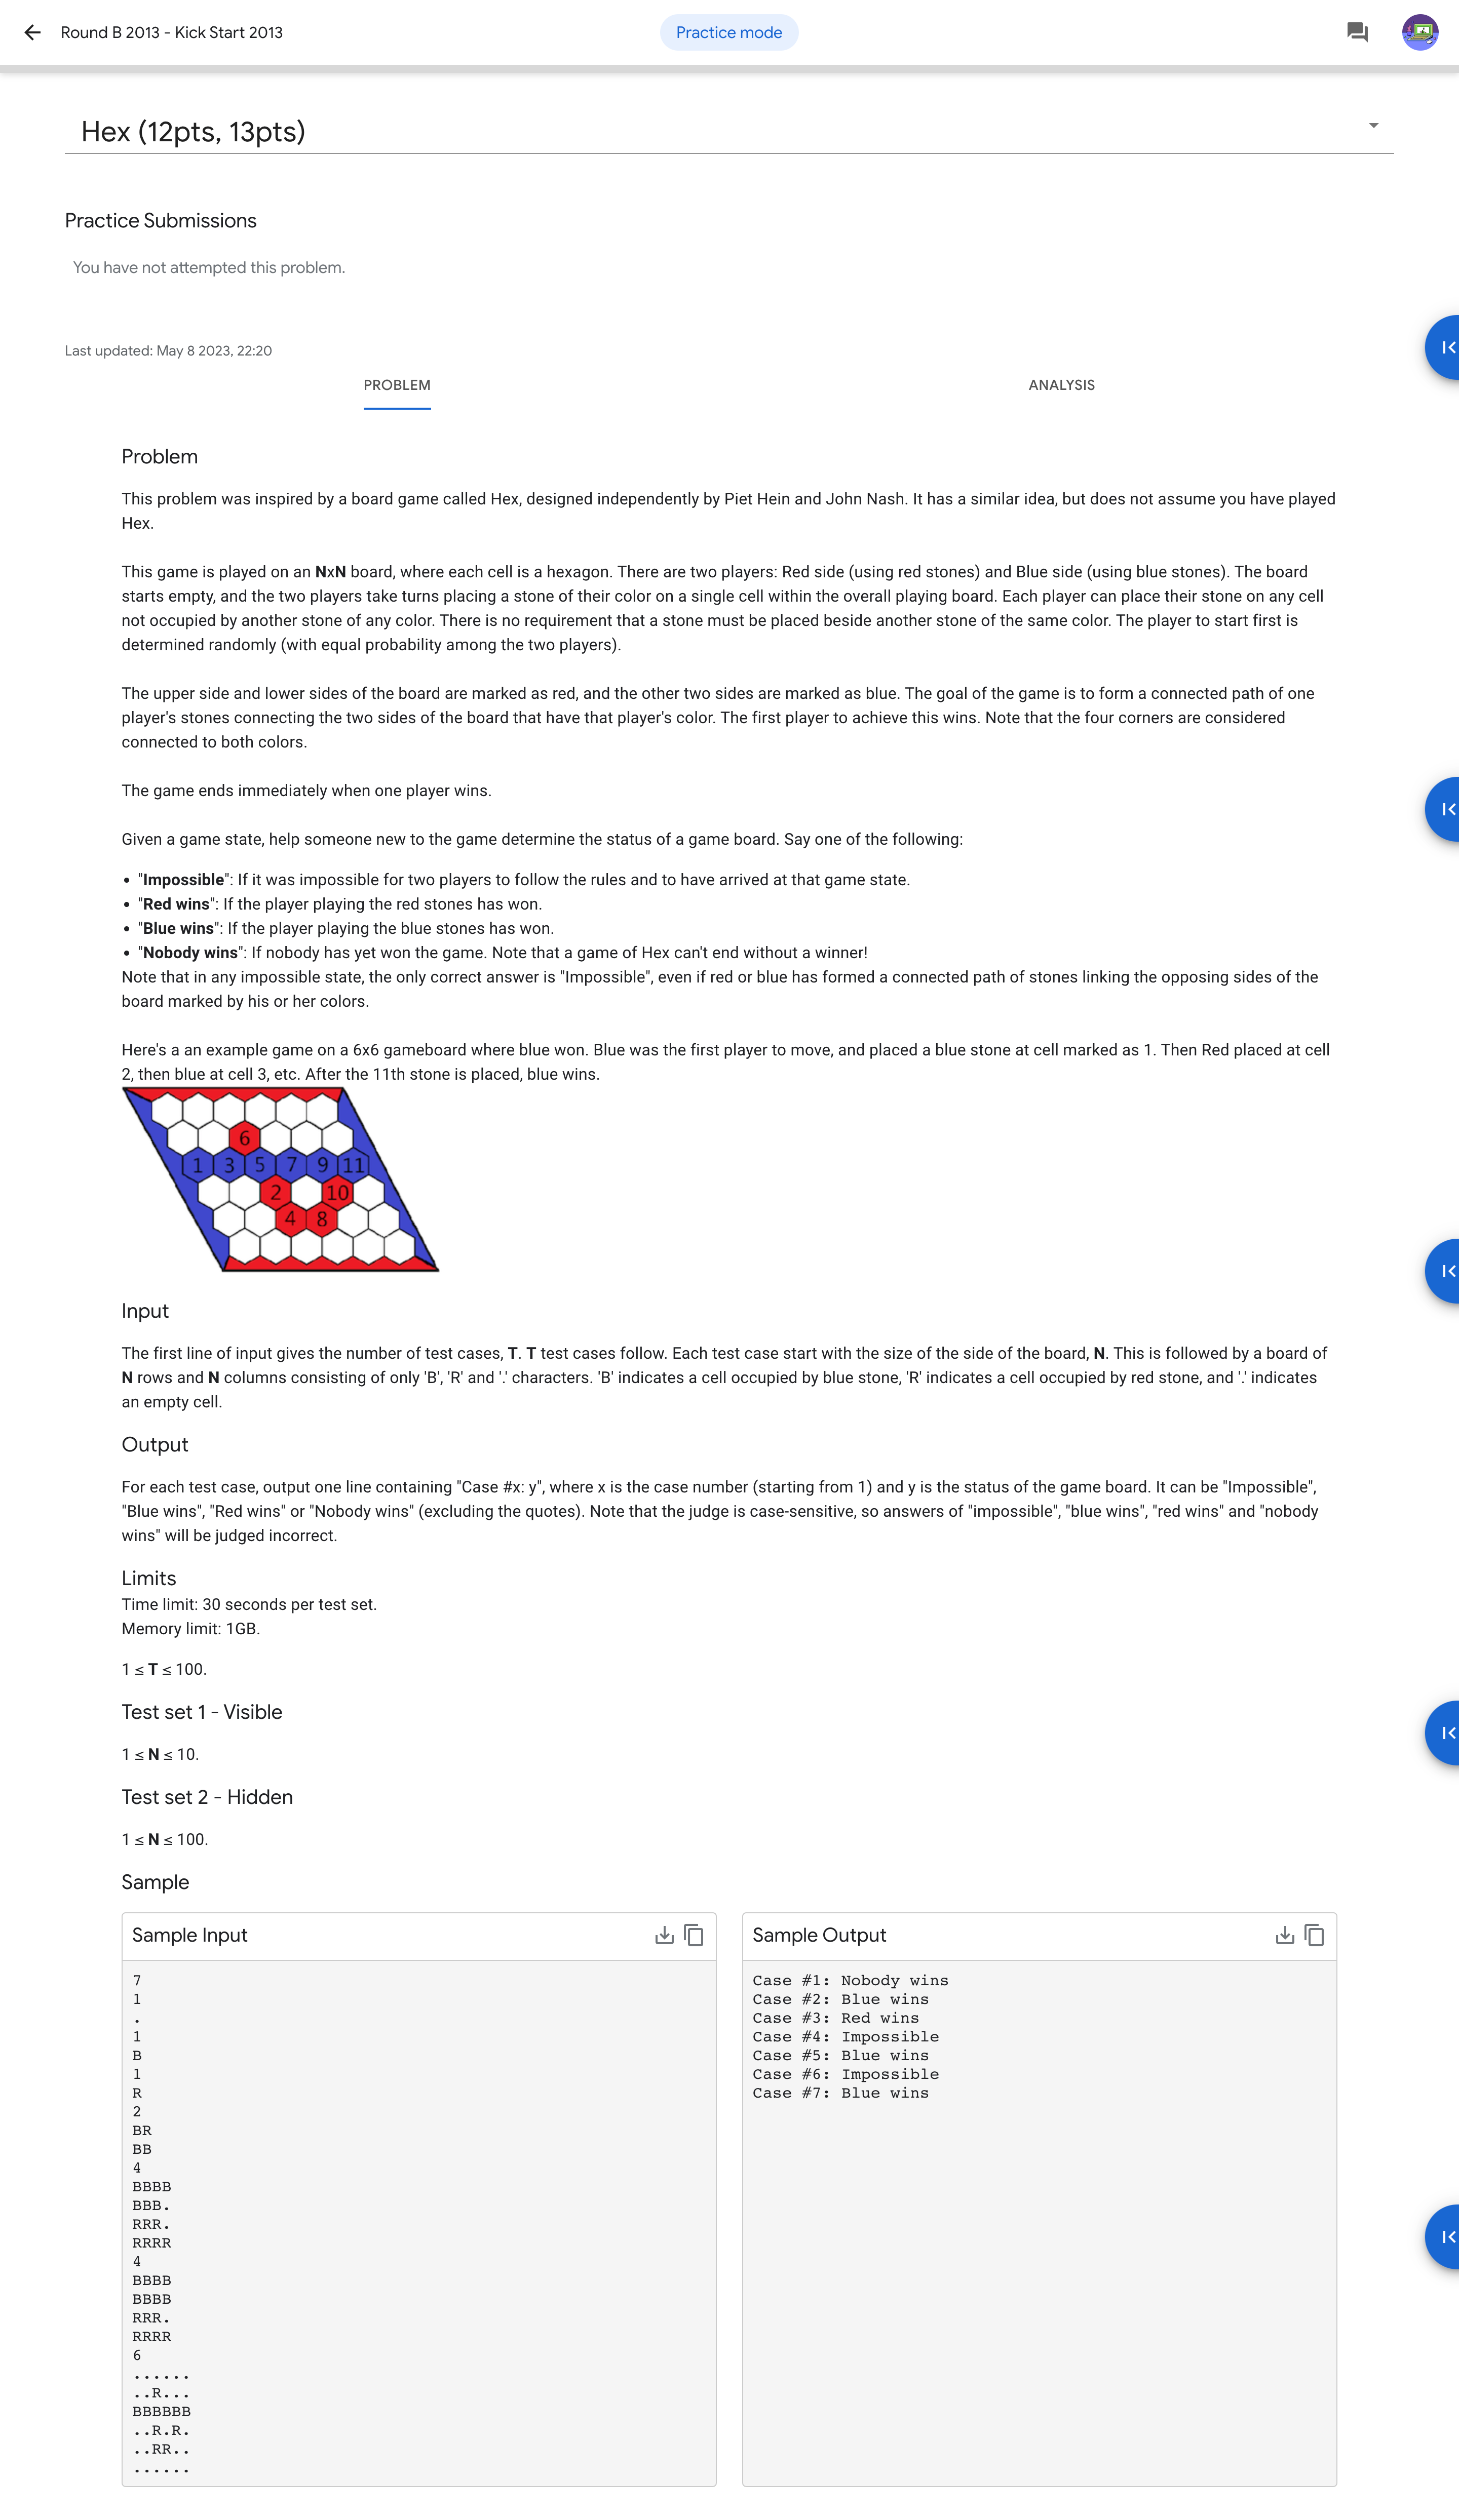 Round B 2013 - Kick Start 2013
Practice mode
Hex (12pts, 13pts)
Practice Submissions
You have not attempted this problem.
Last updated: May 8 2023, 22:20
PROBLEM
ANALYSIS
Problem
This problem was inspired by a board game called Hex, designed independently by Piet Hein and John Nash. It has a similar idea, but does not assume you have played
Hex.
This game is played on an NxN board, where each cell is a hexagon. There are two players: Red side (using red stones) and Blue side (using blue stones). The board
starts empty, and the two players take turns placing a stone of their color on a single cell within the overall playing board. Each player can place their stone on any cell
not occupied by another stone of any color. There is no requirement that a stone must be placed beside another stone of the same color. The player to start first is
determined randomly (with equal probability among the two players).
The upper side and lower sides of the board are marked as red, and the other two sides are marked as blue. The goal of the game is to form a connected path of one
player's stones connecting the two sides of the board that have that player's color. The first player to achieve this wins. Note that the four corners are considered
connected to both colors.
The game ends immediately when one player wins.
Given a game state, help someone new to the game determine the status of a game board. Say one of the following:
• "Impossible": If it was impossible for two players to follow the rules and to have arrived at that game state.
• "Red wins": If the player playing the red stones has won.
• "Blue wins": If the player playing the blue stones has won.
• "Nobody wins": If nobody has yet won the game. Note that a game of Hex can't end without a winner!
Note that in any impossible state, the only correct answer is "Impossible", even if red or blue has formed a connected path of stones linking the opposing sides of the
board marked by his or her colors.
Here's a an example game on a 6x6 gameboard where blue won. Blue was the first player to move, and placed a blue stone at cell marked as 1. Then Red placed at cell
2, then blue at cell 3, etc. After the 11th stone is placed, blue wins.
6
1 3 5 7 9 11
2 10
4 8
Input
The first line of input gives the number of test cases, T. T test cases follow. Each test case start with the size of the side of the board, N. This is followed by a board of
N rows and N columns consisting of only 'B', 'R' and '.' characters. 'B' indicates a cell occupied by blue stone, 'R' indicates a cell occupied by red stone, and '.' indicates
an empty cell.
Output
For each test case, output one line containing "Case #x: y", where x is the case number (starting from 1) and y is the status of the game board. It can be "Impossible",
"Blue wins", "Red wins" or "Nobody wins" (excluding the quotes). Note that the judge is case-sensitive, so answers of "impossible", "blue wins", "red wins" and "nobody
wins" will be judged incorrect.
Limits
Time limit: 30 seconds per test set.
Memory limit: 1GB.
1 ≤ T ≤ 100.
Test set 1 - Visible
1 ≤ N ≤ 10.
Test set 2 - Hidden
1 ≤ N ≤ 100.
Sample
Sample Input
7
1
.
1
B
1
R
2
BR
BB
4
BBBB
BBB.
RRR.
RRRR
4
BBBB
BBBB
RRR.
RRRR
6
......
..R...
BBBBBB
..R.R.
..RR..
......
Sample Output
Case #1: Nobody wins
Case #2: Blue wins
Case #3: Red wins
Case #4: Impossible
Case #5: Blue wins
Case #6: Impossible
Case #7: Blue wins